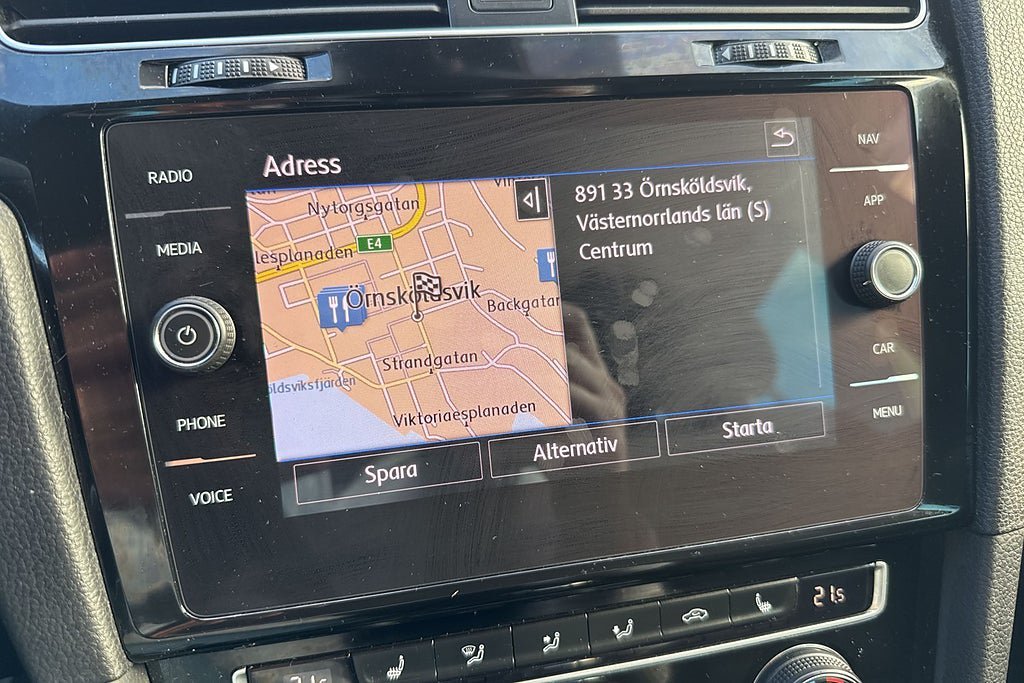 RADIO
MEDIA
PHONE
VOICE
Adress
Nytorgsgatan
E4
lesplanaden
Örnsköldsvik
Backgatan
Strandgatan
öldsviksfjärden
Viktoriaesplanaden
891 33 Örnsköldsvik,
Västernorrlands län (S)
Centrum
Spara
Alternativ
Starta
NAV
APP
CAR
MENU
21.5